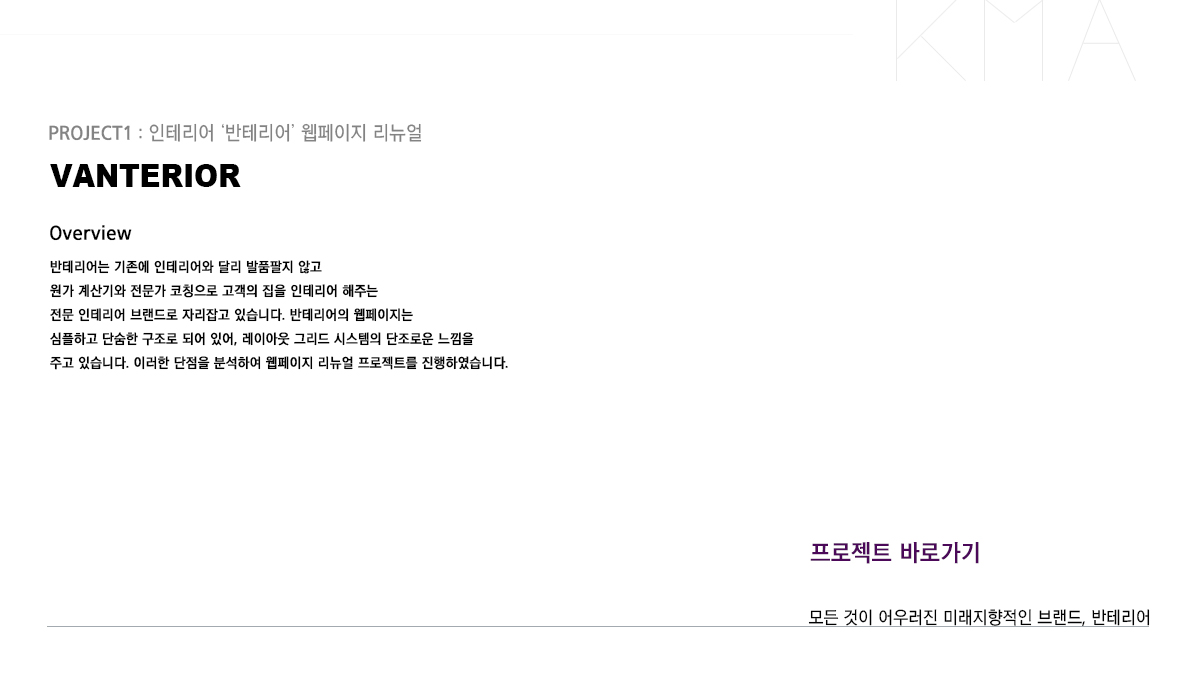 KMA
PROJECT1 : 인테리어 ‘반테리어’ 웹페이지 리뉴얼
VANTERIOR
Overview
반테리어는 기존에 인테리어와 달리 발품팔지 않고
원가 계산기와 전문가 코칭으로 고객의 집을 인테리어 해주는
전문 인테리어 브랜드로 자리잡고 있습니다. 반테리어의 웹페이지는
심플하고 단숨한 구조로 되어 있어, 레이아웃 그리드 시스템의 단조로운 느낌을
주고 있습니다. 이러한 단점을 분석하여 웹페이지 리뉴얼 프로젝트를 진행하였습니다.
프로젝트 바로가기
모든 것이 어우러진 미래지향적인 브랜드, 반테리어